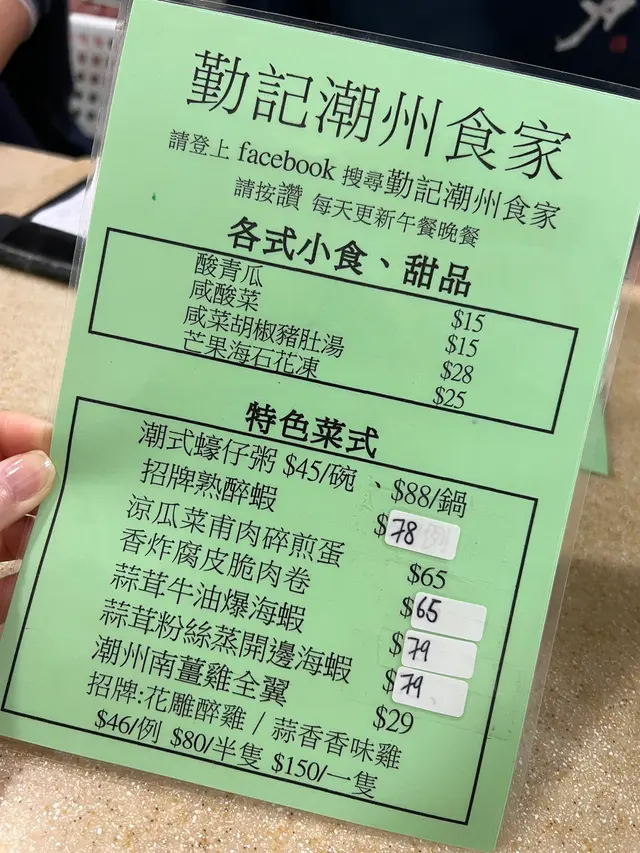 勤記潮州食家
請登上 facebook 搜尋勤記潮州食家
請按讚 每天更新午餐晚餐
各式小食、甜品
酸青瓜 $15
咸酸菜 $15
咸菜胡椒豬肚湯 $28
芒果海石花凍 $25
特色菜式
潮式蠔仔粥 $45/碗 、$88/鍋
招牌熟醉蝦 $78
涼瓜菜甫肉碎煎蛋 $65
香炸腐皮脆肉卷 $65
蒜茸牛油爆海蝦 $79
蒜茸粉絲蒸開邊海蝦 $79
潮州南薑雞全翼 $29
招牌:花雕醉雞 / 蒜香香味雞
$46/例 $80/半隻 $150/一隻